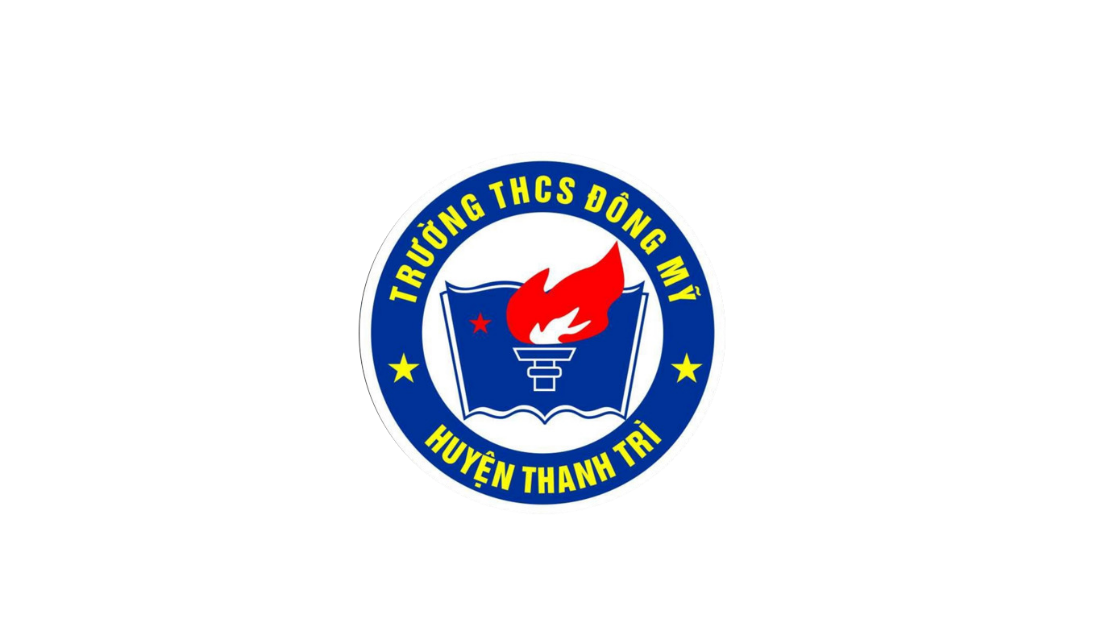 TRƯỜNG THCS ĐÔNG MỸ
HUYỆN THANH TRÌ